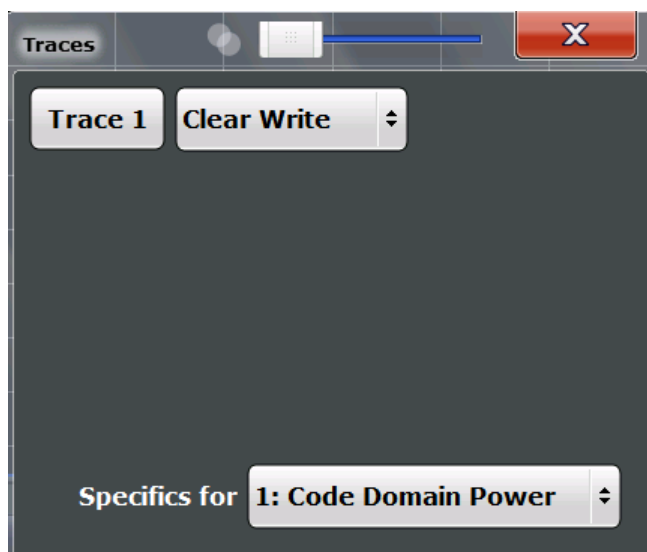 Traces X
Trace 1 Clear Write
Specifics for 1: Code Domain Power